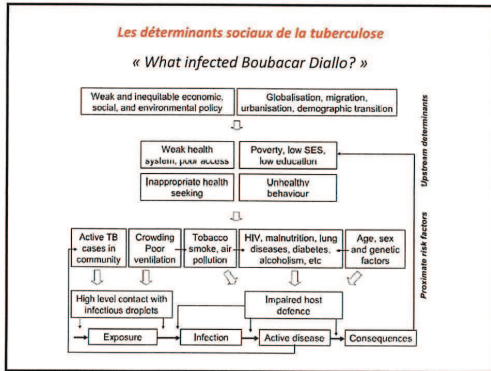 Les déterminants sociaux de la tuberculose
« What infected Boubacar Diallo? »
Weak and inequitable economic,
social, and environmental policy
Globalisation, migration,
urbanisation, demographic transition
Weak health
system, poor access
Poverty, low SES,
low education
Inappropriate health
seeking
Unhealthy
behaviour
Upstream determinants
Active TB
cases in
community
Crowding
Poor
ventilation
Tobacco
smoke, air
pollution
HIV, malnutrition, lung
diseases, diabetes,
alcoholism, etc
Age, sex
and genetic
factors
Proximate risk factors
High level contact with
infectious droplets
Impaired host
defence
Exposure
Infection
Active disease
Consequences